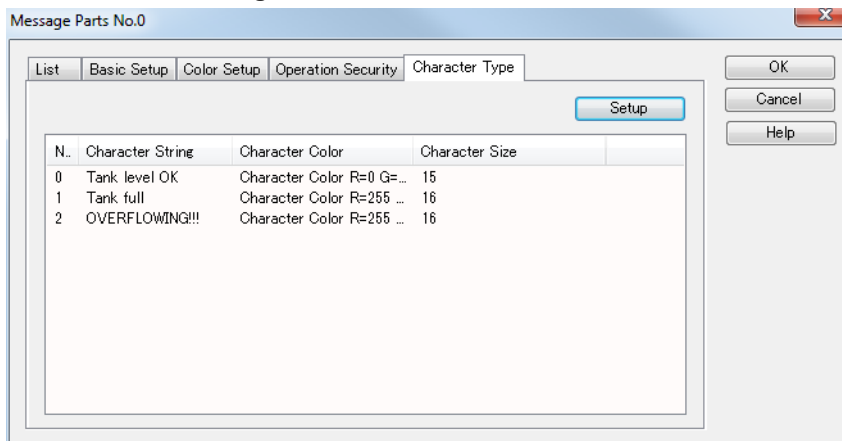 Message Parts No.0
X
List Basic Setup Color Setup Operation Security Character Type
OK
Setup
Cancel
Help
N.. Character String Character Color Character Size
0 Tank level OK Character Color R=0 G=... 15
1 Tank full Character Color R=255 ... 16
2 OVERFLOWING!!! Character Color R=255 ... 16